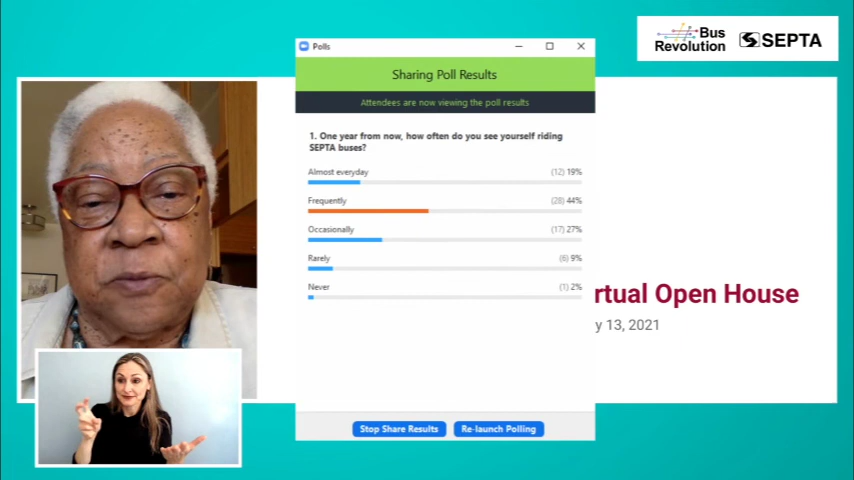 Bus
Revolution
SEPTA
Polls
Sharing Poll Results
Attendees are now viewing the poll results
1. One year from now, how often do you see yourself riding
SEPTA buses?
Almost everyday (12) 19%
Frequently (28) 44%
Occasionally (17) 27%
Rarely (6) 9%
Never (1) 2%
rtual Open House
y 13, 2021
Stop Share Results Re-launch Polling